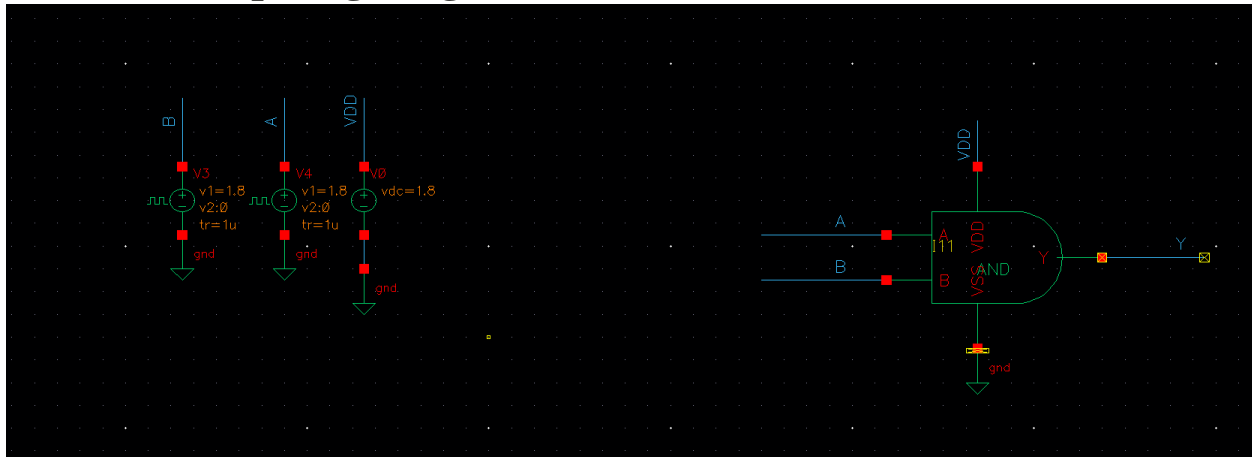 B
A
VDD
V3
v1=1.8
v2:0
tr=1u
gnd
V4
v1=1.8
v2:0
tr=1u
gnd
V0
vdc=1.8
gnd
VDD
A
B
A
I11
VDD
B
VSS
AND
Y
Y
gnd